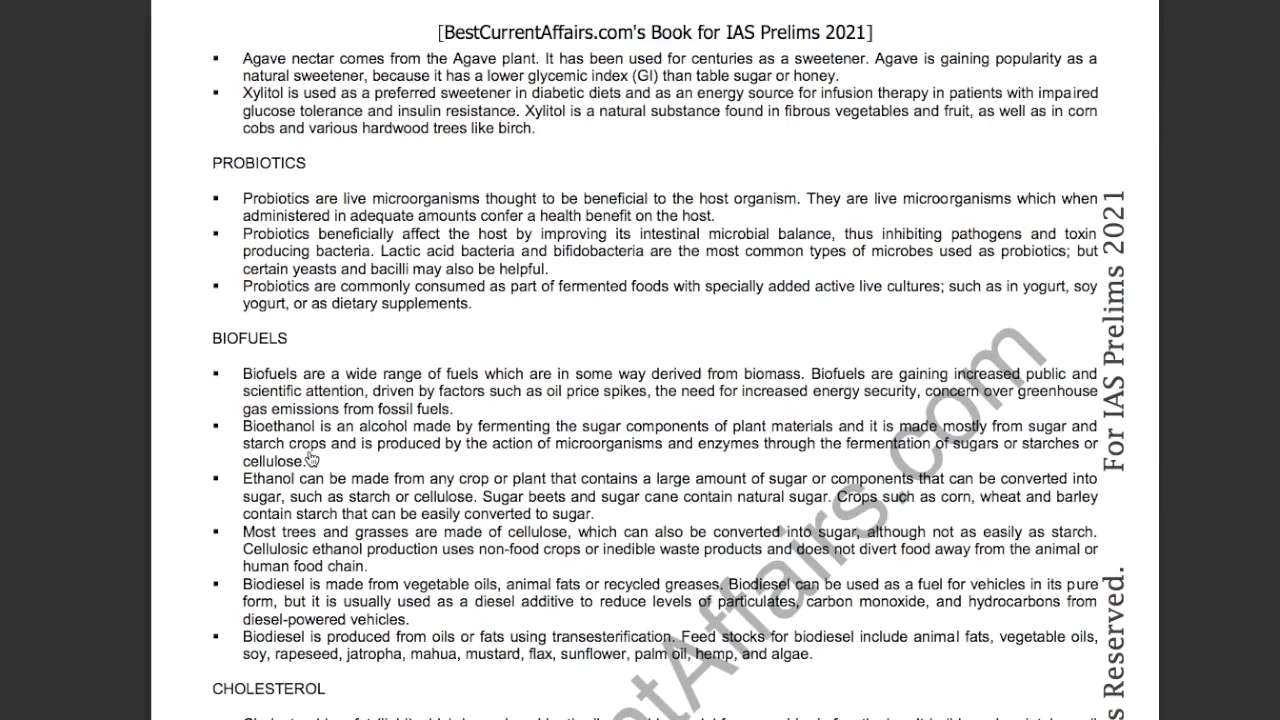 [BestCurrentAffairs.com's Book for IAS Prelims 2021]
▪ Agave nectar comes from the Agave plant. It has been used for centuries as a sweetener. Agave is gaining popularity as a
natural sweetener, because it has a lower glycemic index (GI) than table sugar or honey.
▪ Xylitol is used as a preferred sweetener in diabetic diets and as an energy source for infusion therapy in patients with impaired
glucose tolerance and insulin resistance. Xylitol is a natural substance found in fibrous vegetables and fruit, as well as in corn
cobs and various hardwood trees like birch.
PROBIOTICS
▪ Probiotics are live microorganisms thought to be beneficial to the host organism. They are live microorganisms which when
administered in adequate amounts confer a health benefit on the host.
▪ Probiotics beneficially affect the host by improving its intestinal microbial balance, thus inhibiting pathogens and toxin
producing bacteria. Lactic acid bacteria and bifidobacteria are the most common types of microbes used as probiotics; but
certain yeasts and bacilli may also be helpful.
▪ Probiotics are commonly consumed as part of fermented foods with specially added active live cultures; such as in yogurt, soy
yogurt, or as dietary supplements.
BIOFUELS
▪ Biofuels are a wide range of fuels which are in some way derived from biomass. Biofuels are gaining increased public and
scientific attention, driven by factors such as oil price spikes, the need for increased energy security, concern over greenhouse
gas emissions from fossil fuels.
▪ Bioethanol is an alcohol made by fermenting the sugar components of plant materials and it is made mostly from sugar and
starch crops and is produced by the action of microorganisms and enzymes through the fermentation of sugars or starches or
cellulose.
▪ Ethanol can be made from any crop or plant that contains a large amount of sugar or components that can be converted into
sugar, such as starch or cellulose. Sugar beets and sugar cane contain natural sugar. Crops such as corn, wheat and barley
contain starch that can be easily converted to sugar.
▪ Most trees and grasses are made of cellulose, which can also be converted into sugar, although not as easily as starch.
Cellulosic ethanol production uses non-food crops or inedible waste products and does not divert food away from the animal or
human food chain.
▪ Biodiesel is made from vegetable oils, animal fats or recycled greases. Biodiesel can be used as a fuel for vehicles in its pure
form, but it is usually used as a diesel additive to reduce levels of particulates, carbon monoxide, and hydrocarbons from
diesel-powered vehicles.
▪ Biodiesel is produced from oils or fats using transesterification. Feed stocks for biodiesel include animal fats, vegetable oils,
soy, rapeseed, jatropha, mahua, mustard, flax, sunflower, palm oil, hemp, and algae.
CHOLESTEROL
s Reserved. For IAS Prelims 2021
tAffairs.com